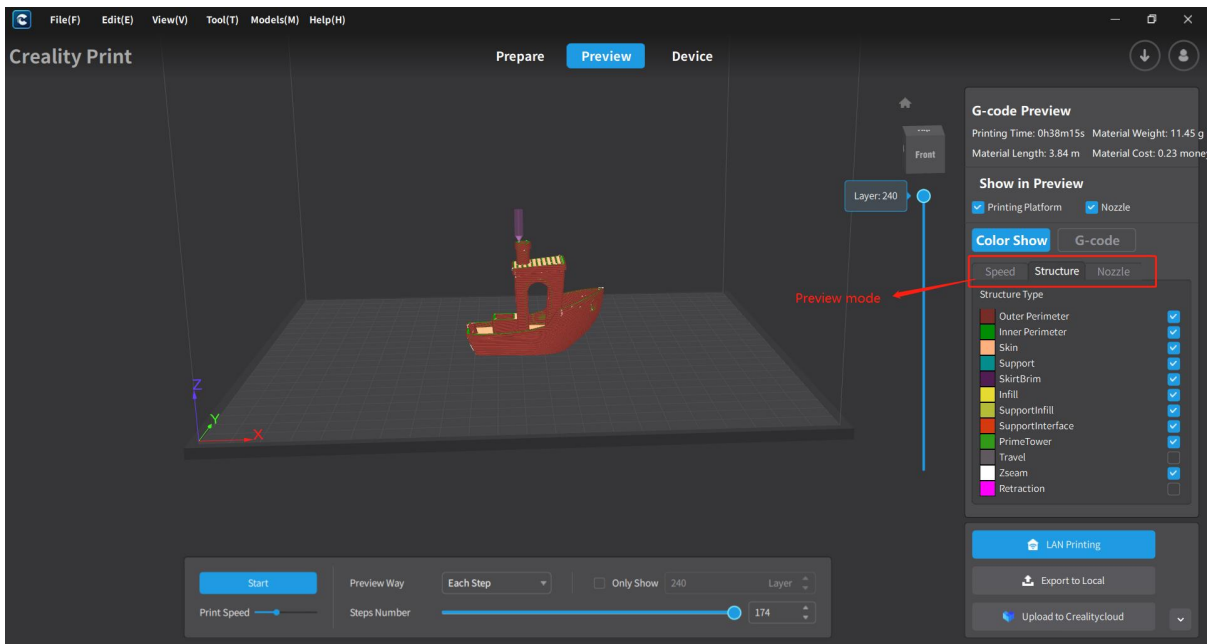 File(F) Edit(E) View(V) Tool(T) Models(M) Help(H)
Creality Print
Prepare Preview Device
Front
Layer: 240
G-code Preview
Printing Time: 0h38m15s Material Weight: 11.45 g
Material Length: 3.84 m Material Cost: 0.23 mone
Show in Preview
Printing Platform Nozzle
Color Show G-code
Speed Structure Nozzle
Preview mode
Structure Type
Outer Perimeter
Inner Perimeter
Skin
Support
SkirtBrim
Infill
SupportInfill
SupportInterface
PrimeTower
Travel
Zseam
Retraction
Z
Y
X
LAN Printing
Export to Local
Upload to Crealitycloud
Start Preview Way Each Step Only Show 240 Layer
Print Speed Steps Number 174